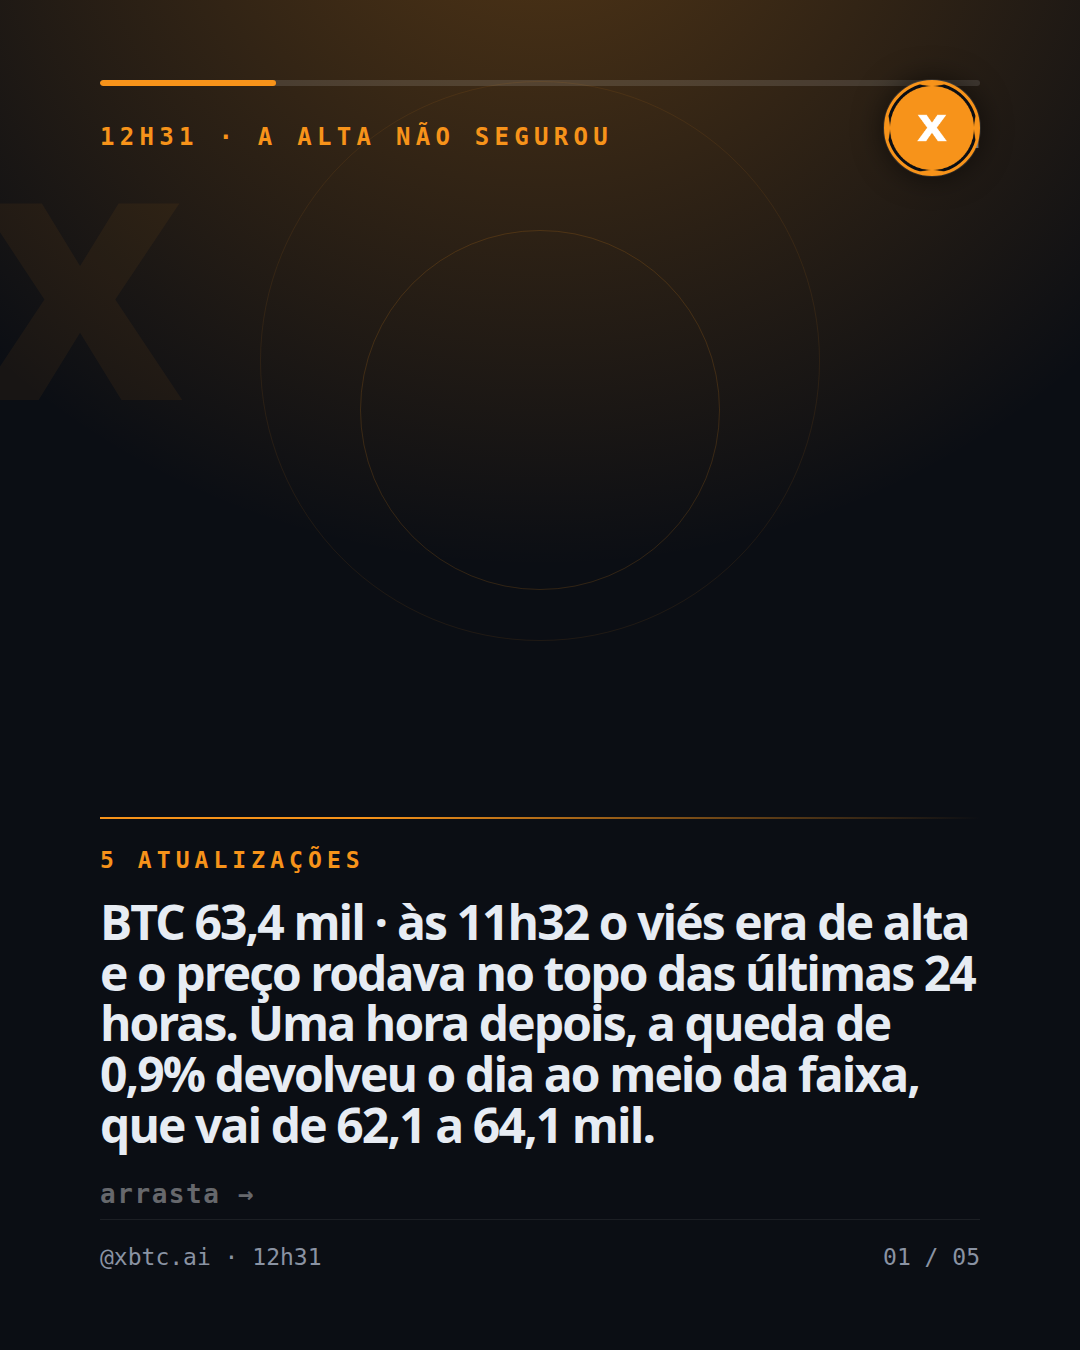 12H31 · A ALTA NÃO SEGUROU
x
x
5 ATUALIZAÇÕES
BTC 63,4 mil · às 11h32 o viés era de alta
e o preço rodava no topo das últimas 24
horas. Uma hora depois, a queda de
0,9% devolveu o dia ao meio da faixa,
que vai de 62,1 a 64,1 mil.
arrasta →
@xbtc.ai · 12h31
01 / 05